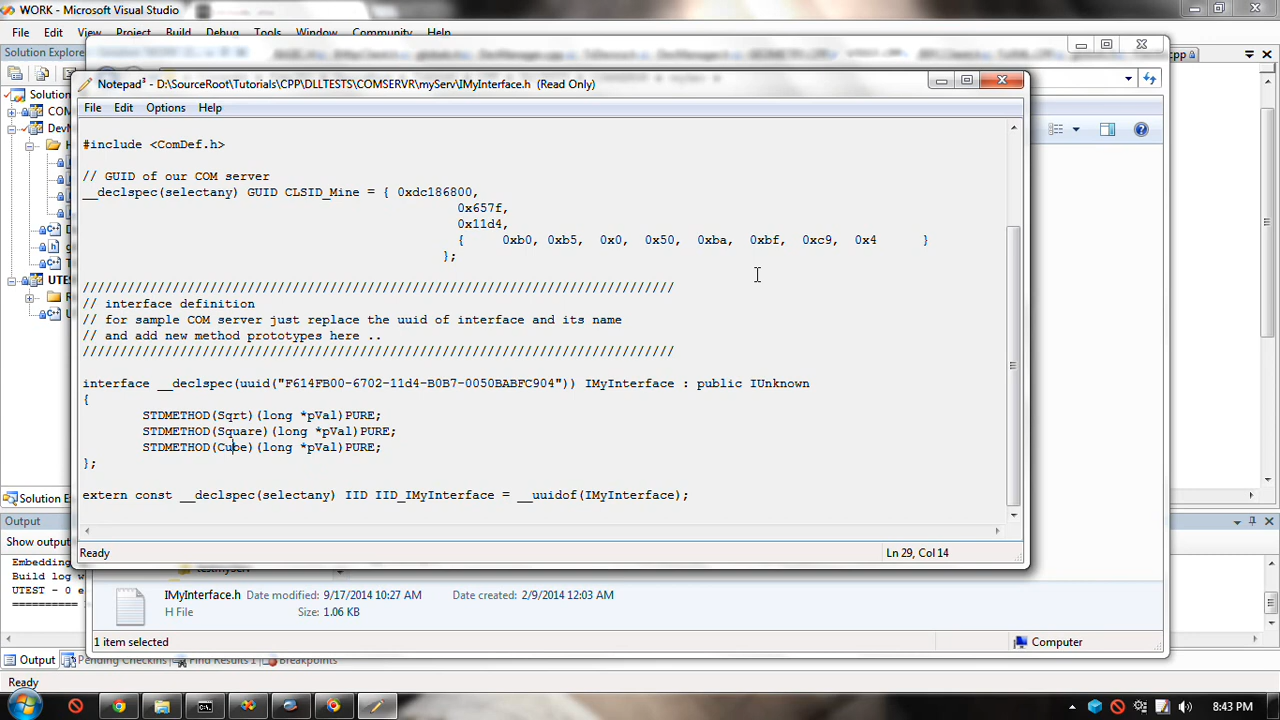 WORK - Microsoft Visual Studio
File Edit View Project Build Debug Tools Window Community Help
Solution Explorer
cpp
Notepad³ - D:\SourceRoot\Tutorials\CPP\DLLTESTS\COMSERVR\myServ\IMyInterface.h (Read Only)
File Edit Options Help
#include <ComDef.h>
// GUID of our COM server
__declspec(selectany) GUID CLSID_Mine = { 0xdc186800,
0x657f,
0x11d4,
{ 0xb0, 0xb5, 0x0, 0x50, 0xba, 0xbf, 0xc9, 0x4 }
};
////////////////////////////////////////////////////////////////////////////////
// interface definition
// for sample COM server just replace the uuid of interface and its name
// and add new method prototypes here ..
////////////////////////////////////////////////////////////////////////////////
interface __declspec(uuid("F614FB00-6702-11d4-B0B7-0050BABFC904")) IMyInterface : public IUnknown
{
STDMETHOD(Sqrt)(long *pVal)PURE;
STDMETHOD(Square)(long *pVal)PURE;
STDMETHOD(Cube)(long *pVal)PURE;
};
extern const __declspec(selectany) IID IID_IMyInterface = __uuidof(IMyInterface);
Ready Ln 29, Col 14
Solution E
Output
Show output
Embedding
Build log w
UTEST - 0 e
==========
IMyInterface.h Date modified: 9/17/2014 10:27 AM Date created: 2/9/2014 12:03 AM
H File Size: 1.06 KB
1 item selected Computer
Output Pending Checkins Find Results 1 Breakpoints
Ready
8:43 PM